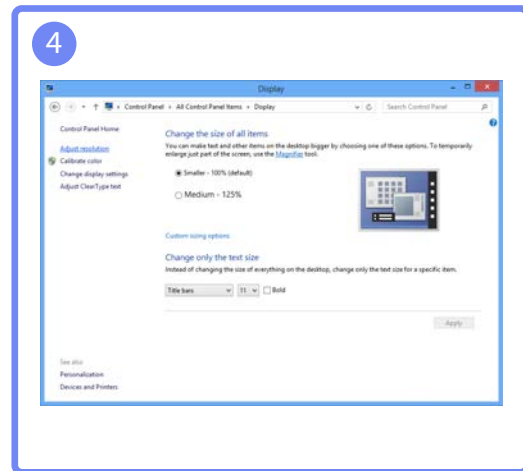 4
Display
Control Panel ▸ All Control Panel Items ▸ Display
Search Control Panel
Control Panel Home
Adjust resolution
Calibrate color
Change display settings
Adjust ClearType text
Change the size of all items
You can make text and other items on the desktop bigger by choosing one of these options. To temporarily
enlarge just part of the screen, use the Magnifier tool.
Smaller - 100% (default)
Medium - 125%
Custom sizing options
Change only the text size
Instead of changing the size of everything on the desktop, change only the text size for a specific item.
Title bars 11 Bold
Apply
See also
Personalization
Devices and Printers